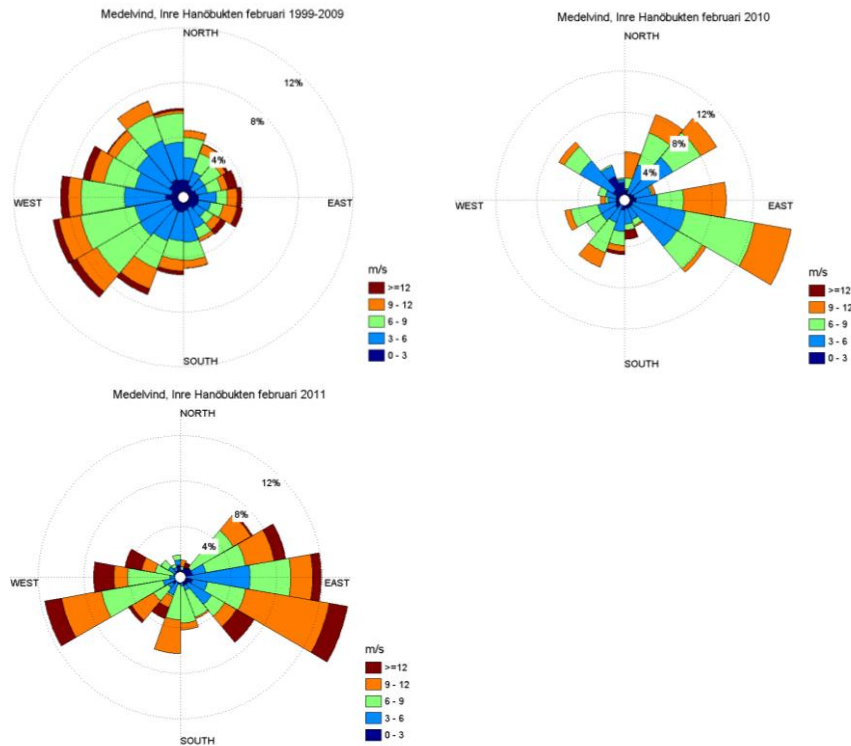 Medelvind, Inre Hanöbukten februari 1999-2009
NORTH
12%
8%
4%
WEST
EAST
SOUTH
m/s
>=12
9 - 12
6 - 9
3 - 6
0 - 3
Medelvind, Inre Hanöbukten februari 2010
NORTH
12%
8%
4%
WEST
EAST
SOUTH
m/s
>=12
9 - 12
6 - 9
3 - 6
0 - 3
Medelvind, Inre Hanöbukten februari 2011
NORTH
12%
8%
4%
WEST
EAST
SOUTH
m/s
>=12
9 - 12
6 - 9
3 - 6
0 - 3